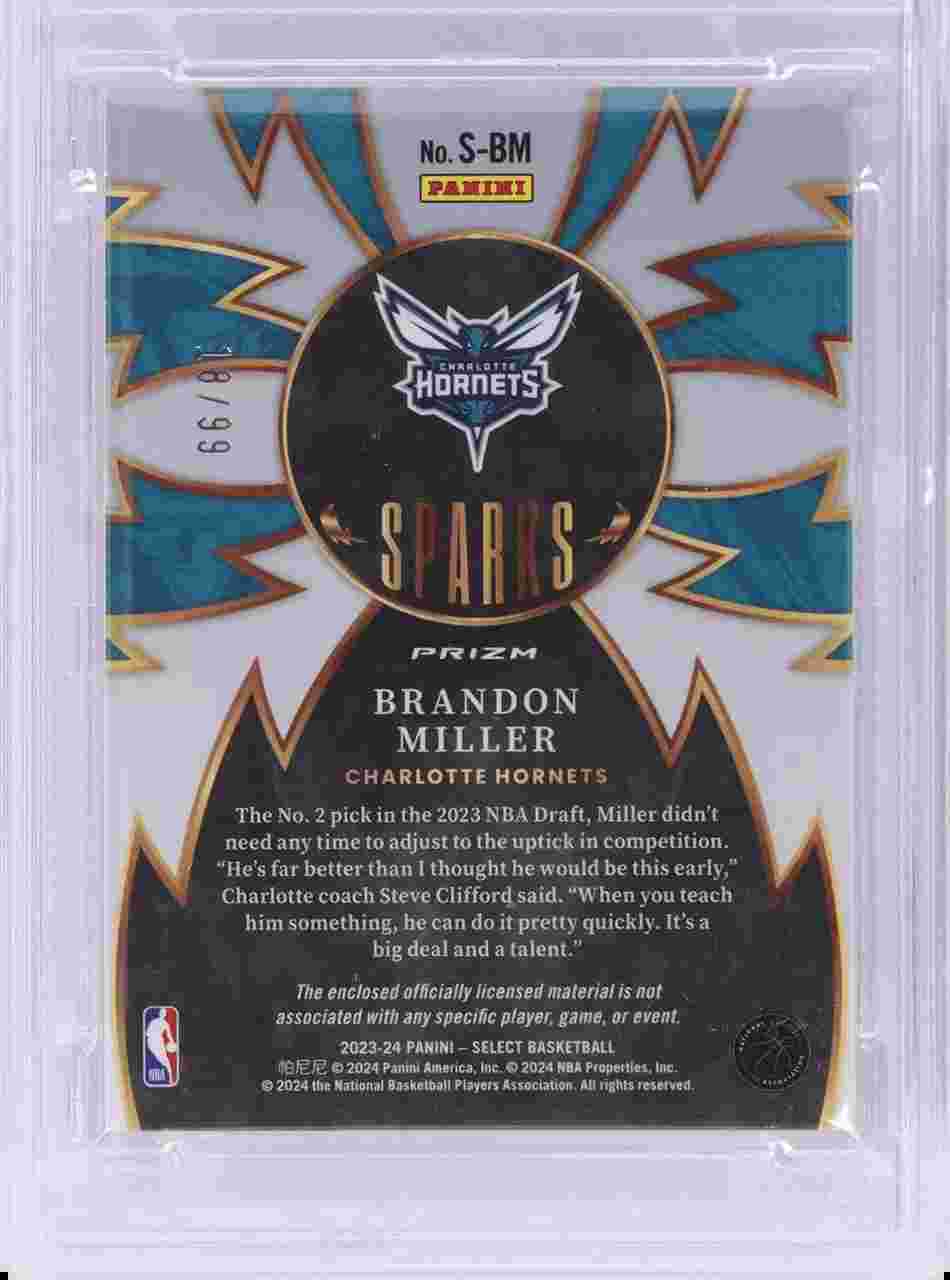 No. S-BM
PANINI
CHARLOTTE
HORNETS
/99
SPARKS
PRIZM
BRANDON
MILLER
CHARLOTTE HORNETS
The No. 2 pick in the 2023 NBA Draft, Miller didn't
need any time to adjust to the uptick in competition.
“He's far better than I thought he would be this early,”
Charlotte coach Steve Clifford said. “When you teach
him something, he can do it pretty quickly. It's a
big deal and a talent.”
The enclosed officially licensed material is not
associated with any specific player, game, or event.
2023-24 PANINI – SELECT BASKETBALL
帕尼尼 © 2024 Panini America, Inc. © 2024 NBA Properties, Inc.
© 2024 the National Basketball Players Association. All rights reserved.
NBA